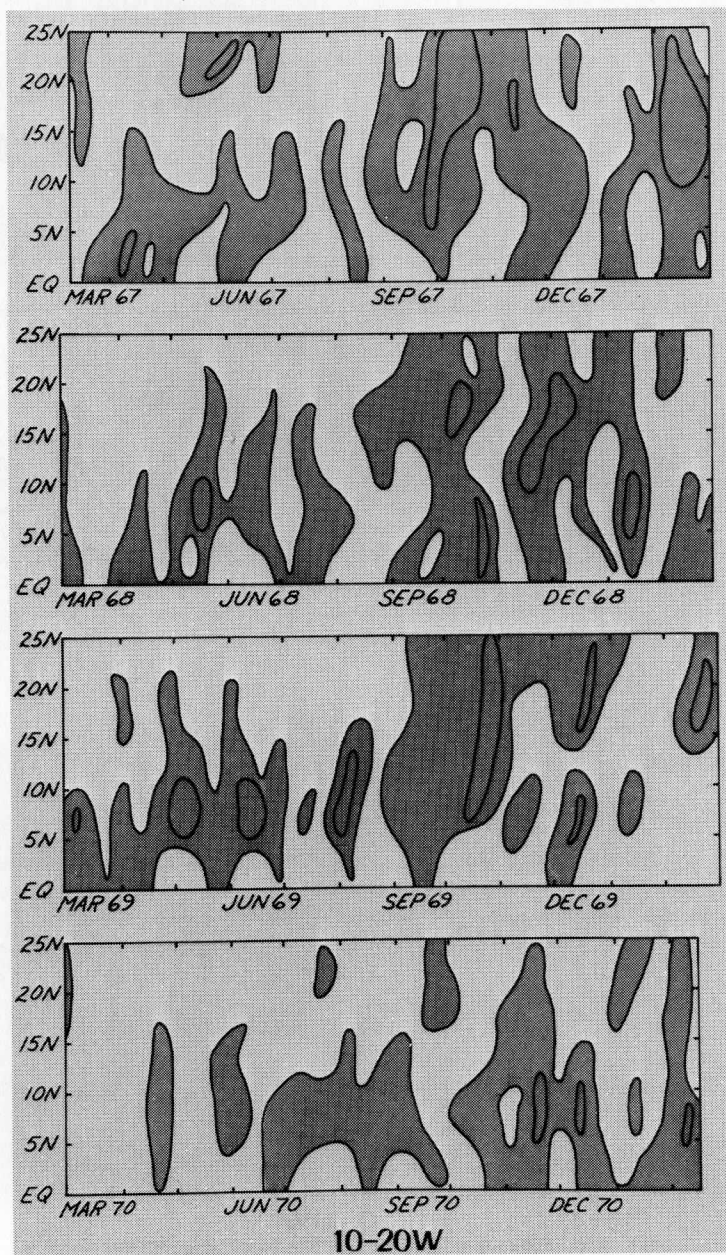 25N
20N
15N
10N
5N
EQ
MAR 67 JUN 67 SEP 67 DEC 67
25N
20N
15N
10N
5N
EQ
MAR 68 JUN 68 SEP 68 DEC 68
25N
20N
15N
10N
5N
EQ
MAR 69 JUN 69 SEP 69 DEC 69
25N
20N
15N
10N
5N
EQ
MAR 70 JUN 70 SEP 70 DEC 70
10-20W